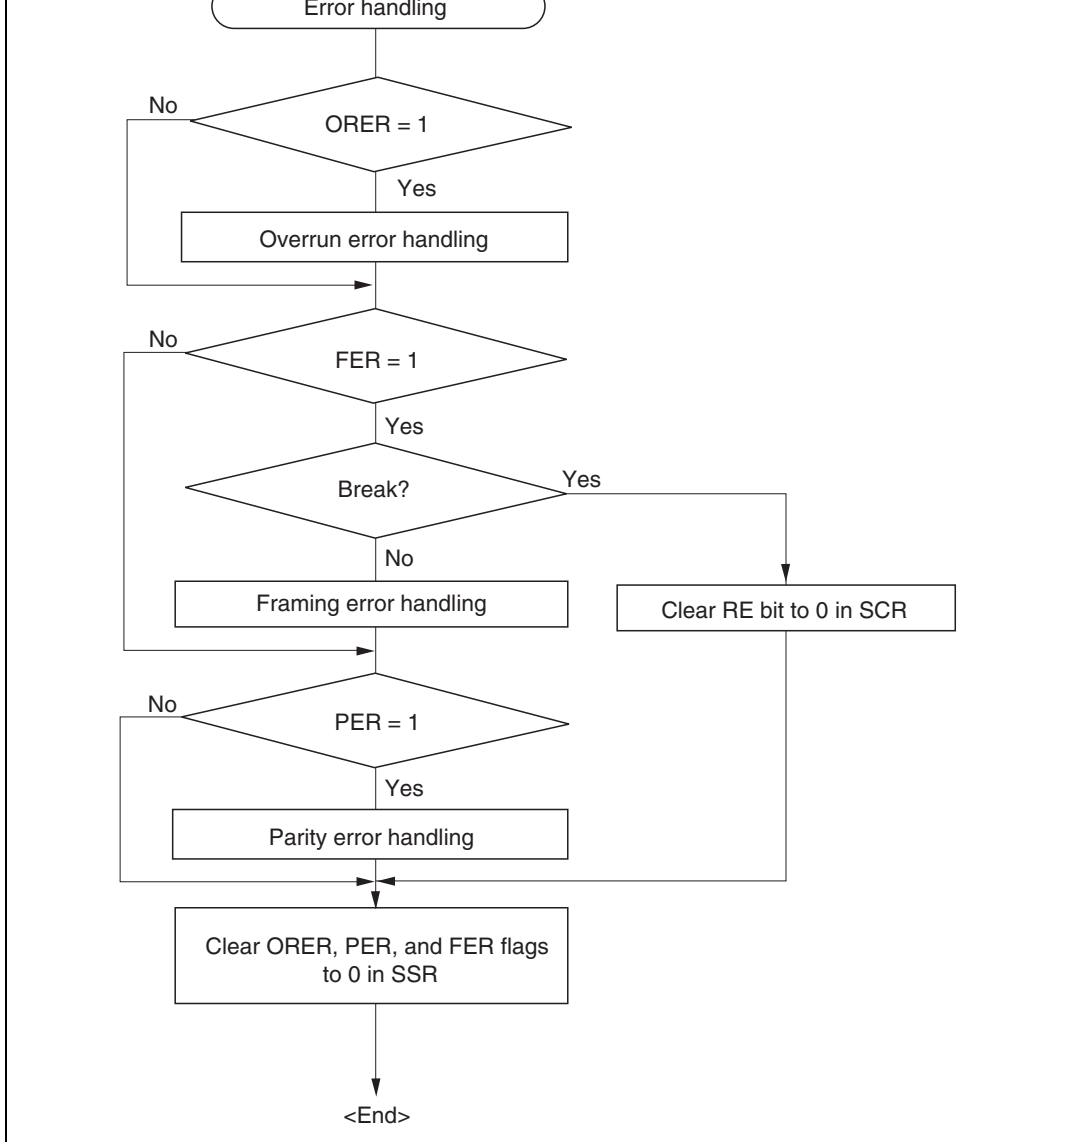 Error handling
No
ORER = 1
Yes
Overrun error handling
No
FER = 1
Yes
Break?
Yes
No
Framing error handling
Clear RE bit to 0 in SCR
No
PER = 1
Yes
Parity error handling
Clear ORER, PER, and FER flags
to 0 in SSR
<End>